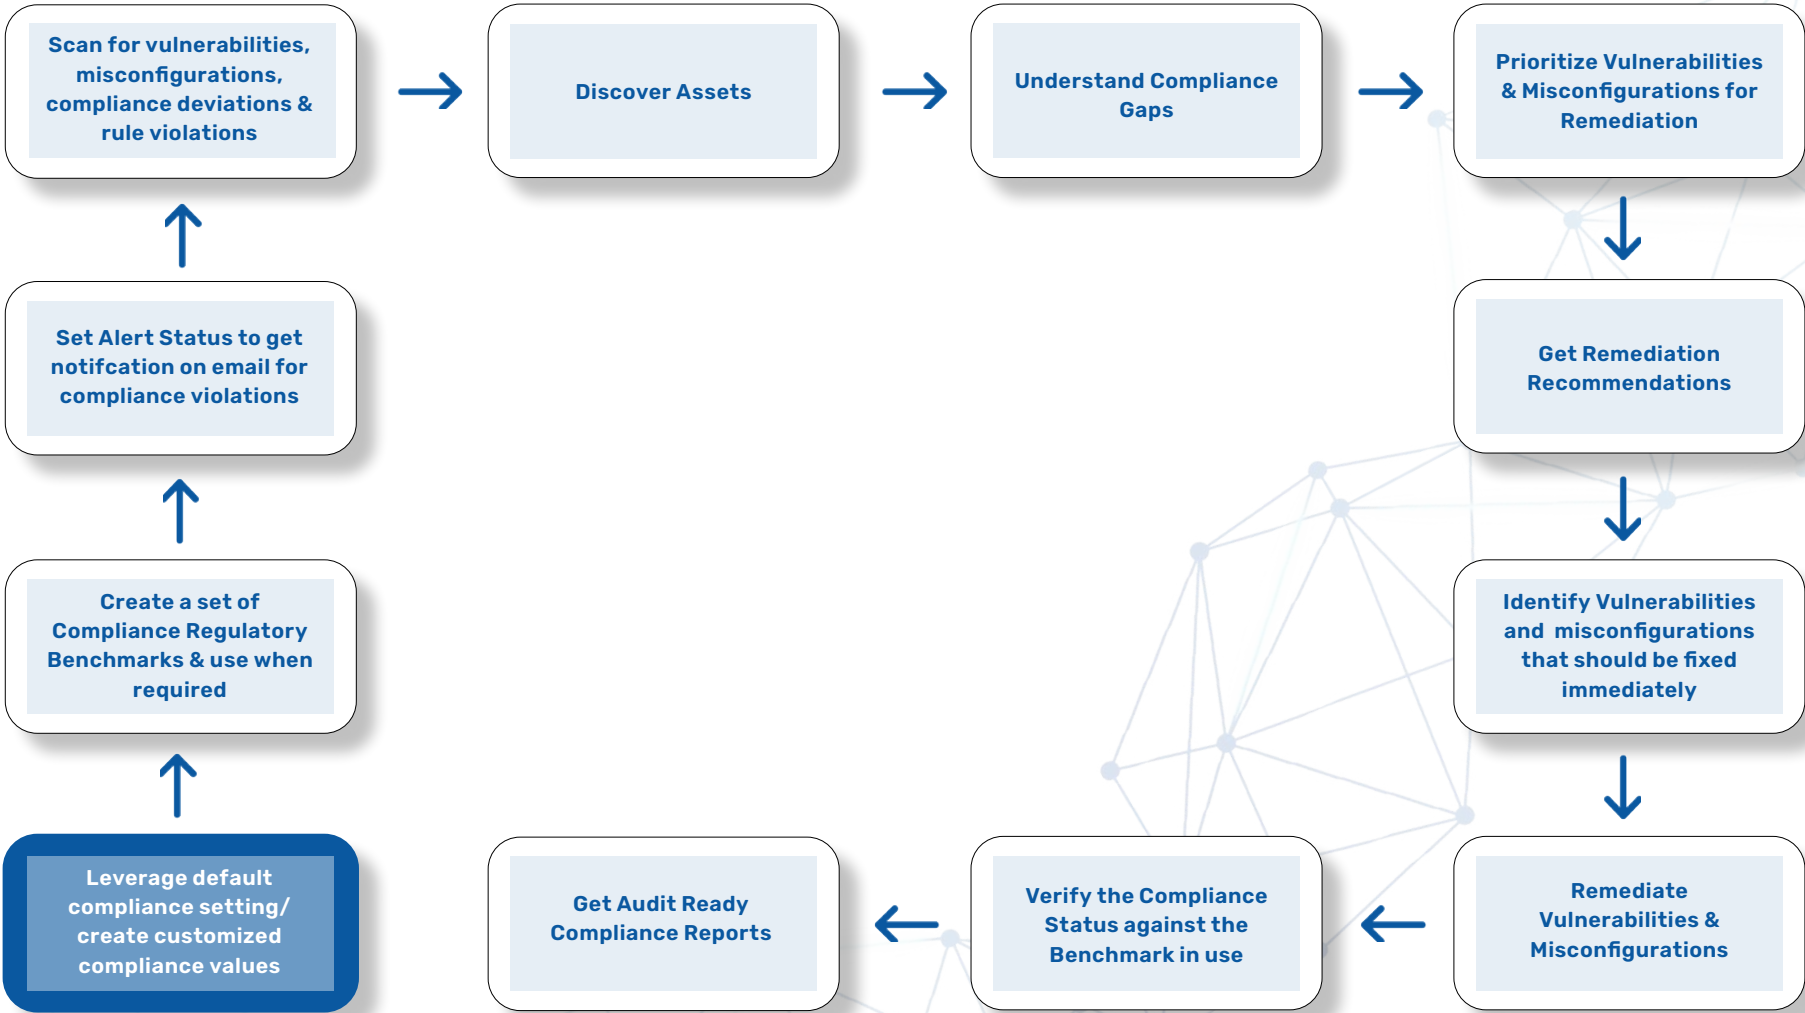 Scan for vulnerabilities,
misconfigurations,
compliance deviations &
rule violations
Discover Assets
Understand Compliance
Gaps
Prioritize Vulnerabilities
& Misconfigurations for
Remediation
Set Alert Status to get
notifcation on email for
compliance violations
Get Remediation
Recommendations
Create a set of
Compliance Regulatory
Benchmarks & use when
required
Identify Vulnerabilities
and misconfigurations
that should be fixed
immediately
Leverage default
compliance setting/
create customized
compliance values
Get Audit Ready
Compliance Reports
Verify the Compliance
Status against the
Benchmark in use
Remediate
Vulnerabilities &
Misconfigurations